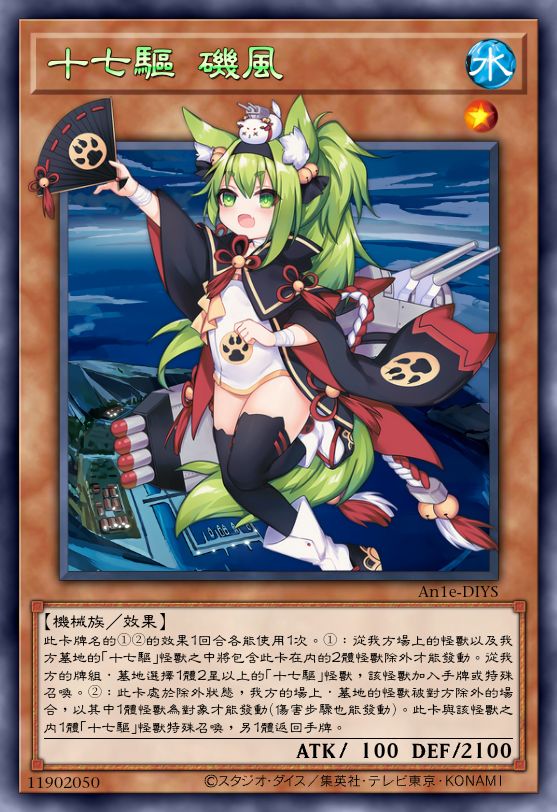 十七驅 磯風
水
An1e-DIYS
【機械族／效果】
此卡牌名的①②的效果1回合各能使用1次。①：從我方場上的怪獸以及我
方墓地的「十七驅」怪獸之中將包含此卡在內的2體怪獸除外才能發動。從我
方的牌組・墓地選擇1體2星以上的「十七驅」怪獸，該怪獸加入手牌或特殊
召喚。②：此卡處於除外狀態，我方的場上・墓地的怪獸被對方除外的場
合，以其中1體怪獸為對象才能發動(傷害步驟也能發動)。此卡與該怪獸之
內1體「十七驅」怪獸特殊召喚，另1體返回手牌。
ATK/ 100 DEF/2100
11902050
©スタジオ・ダイス／集英社・テレビ東京・KONAMI